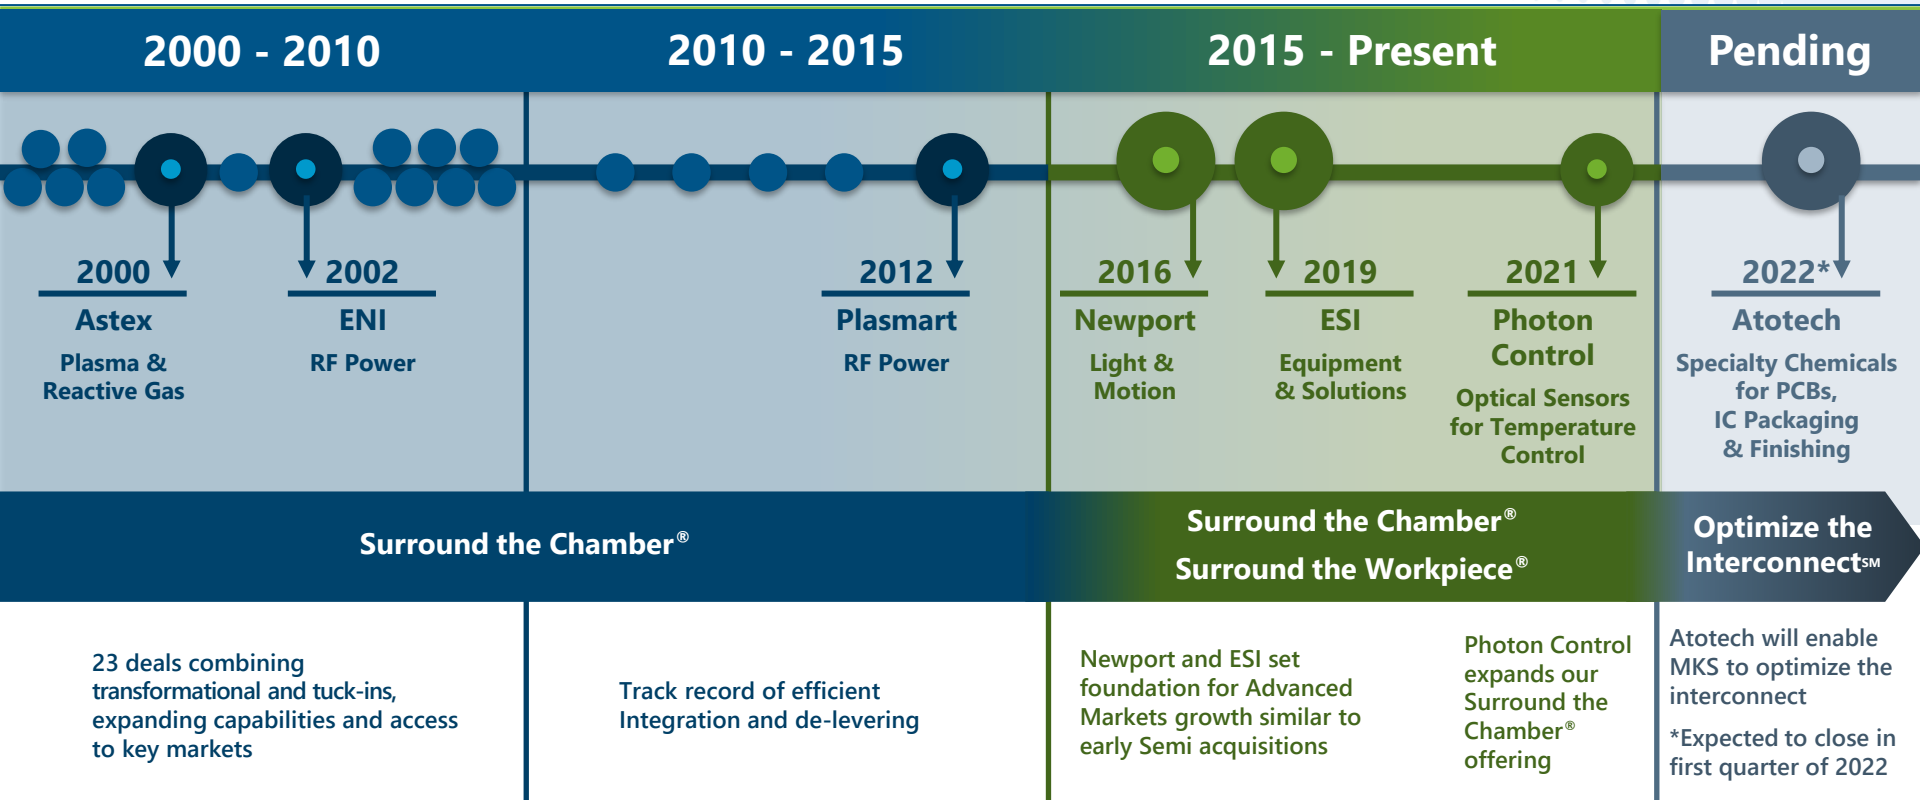 2000 - 2010
2010 - 2015
2015 - Present
Pending
2000
Astex
Plasma &
Reactive Gas
2002
ENI
RF Power
2012
Plasmart
RF Power
2016
Newport
Light &
Motion
2019
ESI
Equipment
& Solutions
2021
Photon
Control
Optical Sensors
for Temperature
Control
2022*
Atotech
Specialty Chemicals
for PCBs,
IC Packaging
& Finishing
Surround the Chamber®
Surround the Chamber®
Surround the Workpiece®
Optimize the
Interconnect℠
23 deals combining
transformational and tuck-ins,
expanding capabilities and access
to key markets
Track record of efficient
Integration and de-levering
Newport and ESI set
foundation for Advanced
Markets growth similar to
early Semi acquisitions
Photon Control
expands our
Surround the
Chamber®
offering
Atotech will enable
MKS to optimize the
interconnect
*Expected to close in
first quarter of 2022